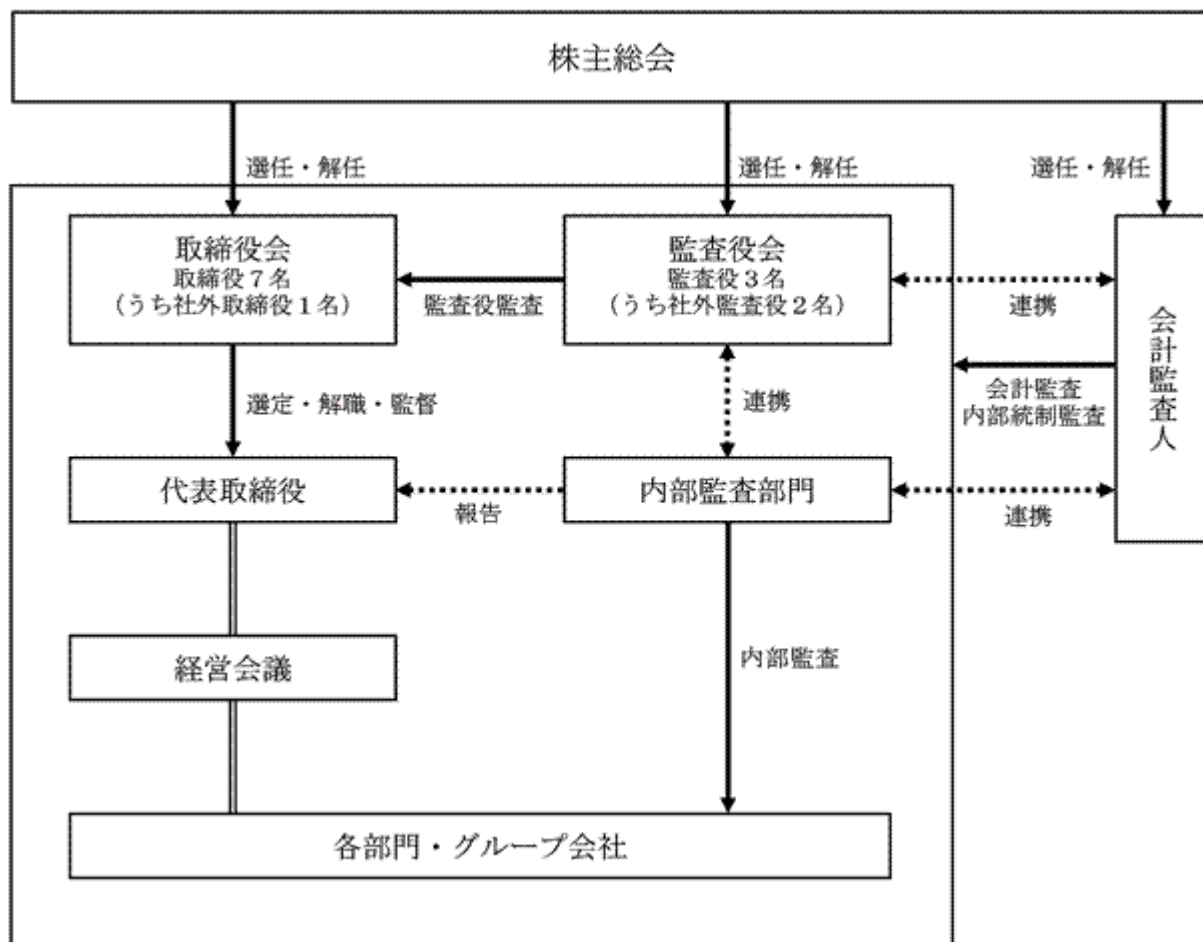 株主総会
選任・解任
選任・解任
選任・解任
取締役会
取締役７名
（うち社外取締役１名）
監査役監査
監査役会
監査役３名
（うち社外監査役２名）
連携
会計監査人
会計監査
内部統制監査
選定・解職・監督
連携
代表取締役
報告
内部監査部門
連携
経営会議
内部監査
各部門・グループ会社